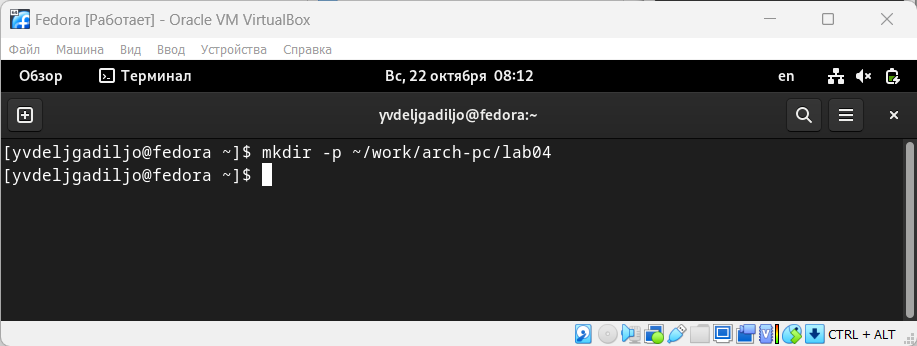 Fedora [Работает] - Oracle VM VirtualBox
Файл Машина Вид Ввод Устройства Справка
Обзор Терминал Вс, 22 октября 08:12 en
yvdeljgadiljo@fedora:~
[yvdeljgadiljo@fedora ~]$ mkdir -p ~/work/arch-pc/lab04
[yvdeljgadiljo@fedora ~]$
CTRL + ALT